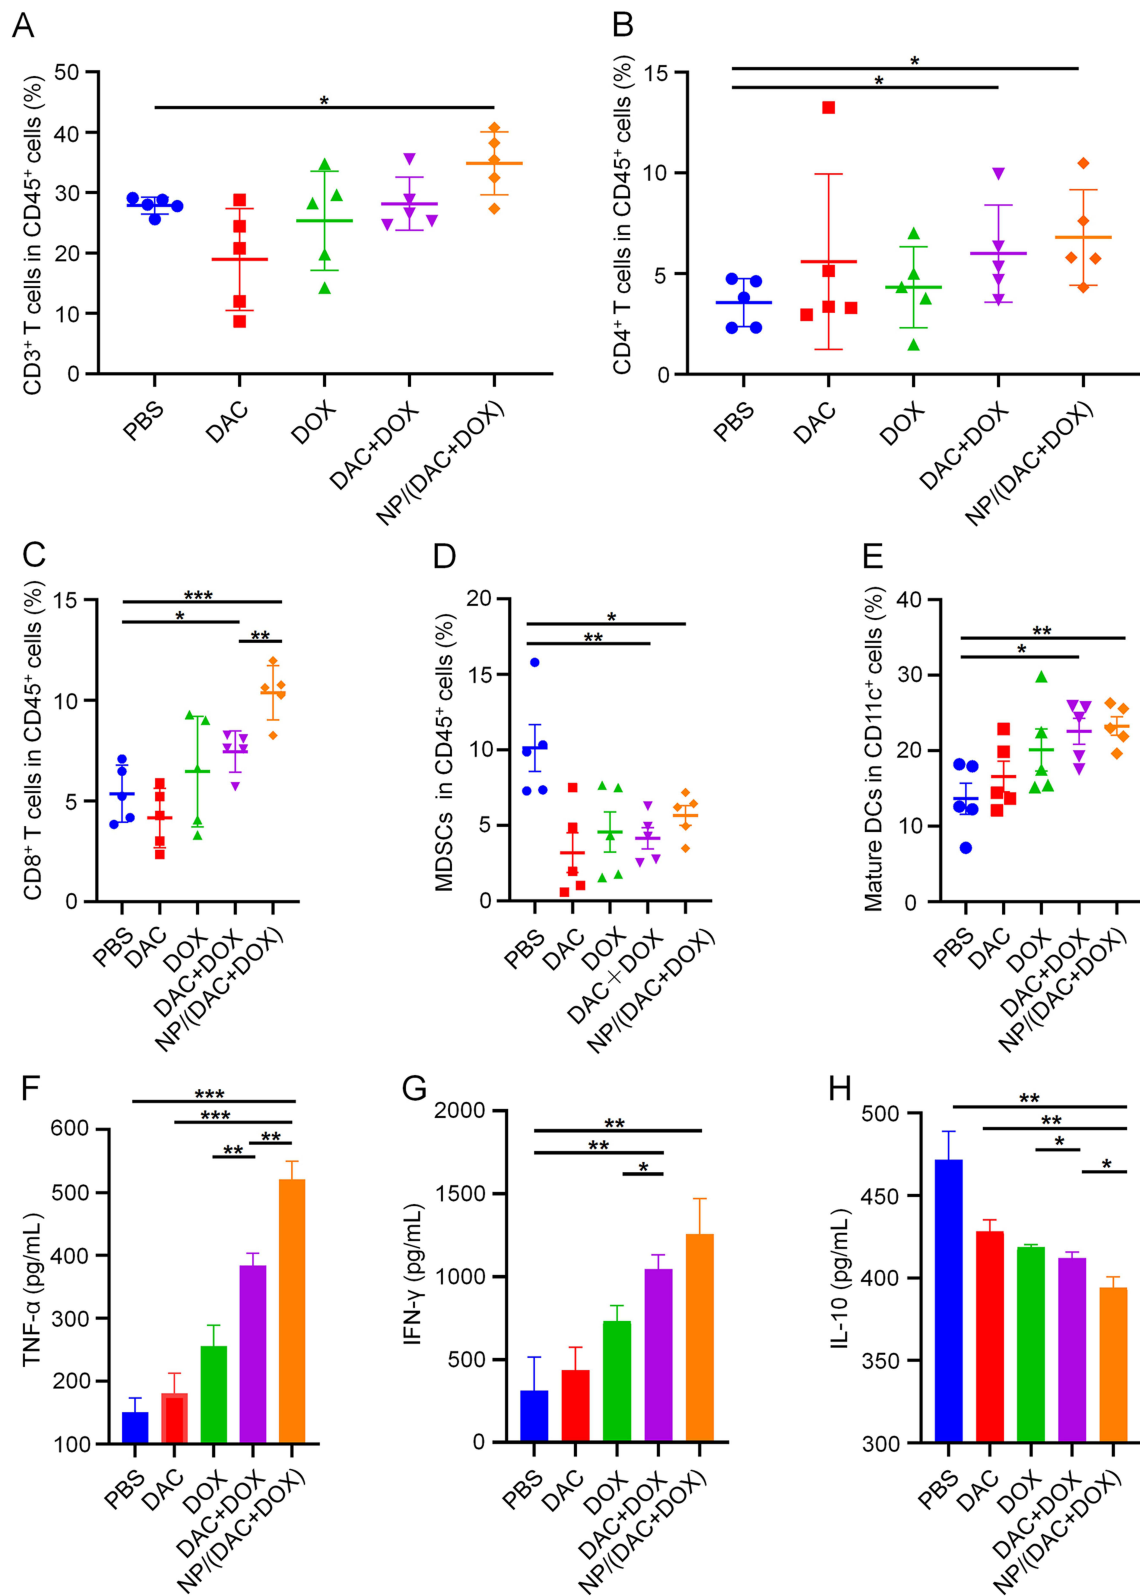 A
CD3⁺ T cells in CD45⁺ cells (%)
50
40
30
20
10
0
*
PBS
DAC
DOX
DAC+DOX
NP/(DAC+DOX)
B
CD4⁺ T cells in CD45⁺ cells (%)
15
10
5
0
*
*
PBS
DAC
DOX
DAC+DOX
NP/(DAC+DOX)
C
CD8⁺ T cells in CD45⁺ cells (%)
15
10
5
0
***
*
**
PBS
DAC
DOX
DAC+DOX
NP/(DAC+DOX)
D
MDSCs in CD45⁺ cells (%)
20
15
10
5
0
*
**
PBS
DAC
DOX
DAC+DOX
NP/(DAC+DOX)
E
Mature DCs in CD11c⁺ cells (%)
40
30
20
10
0
**
*
PBS
DAC
DOX
DAC+DOX
NP/(DAC+DOX)
F
TNF-α (pg/mL)
600
500
400
300
200
100
***
***
**
**
PBS
DAC
DOX
DAC+DOX
NP/(DAC+DOX)
G
IFN-γ (pg/mL)
2000
1500
1000
500
0
**
**
*
PBS
DAC
DOX
DAC+DOX
NP/(DAC+DOX)
H
IL-10 (pg/mL)
500
450
400
350
300
**
**
*
*
PBS
DAC
DOX
DAC+DOX
NP/(DAC+DOX)